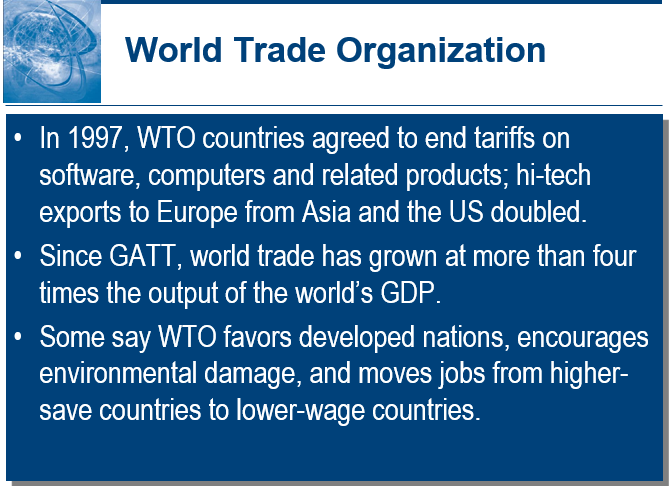 World Trade Organization
• In 1997, WTO countries agreed to end tariffs on
software, computers and related products; hi-tech
exports to Europe from Asia and the US doubled.
• Since GATT, world trade has grown at more than four
times the output of the world’s GDP.
• Some say WTO favors developed nations, encourages
environmental damage, and moves jobs from higher-
save countries to lower-wage countries.